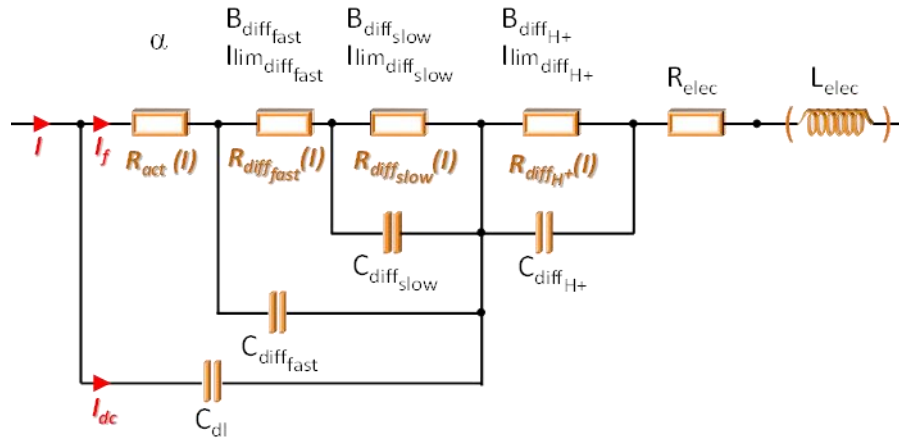 α
B_diff_fast
Ilim_diff_fast
B_diff_slow
Ilim_diff_slow
B_diff_H+
Ilim_diff_H+
R_elec
L_elec
I
I_f
R_act (I)
R_diff_fast(I)
R_diff_slow(I)
R_diff_H+(I)
C_diff_slow
C_diff_H+
C_diff_fast
I_dc
C_dl